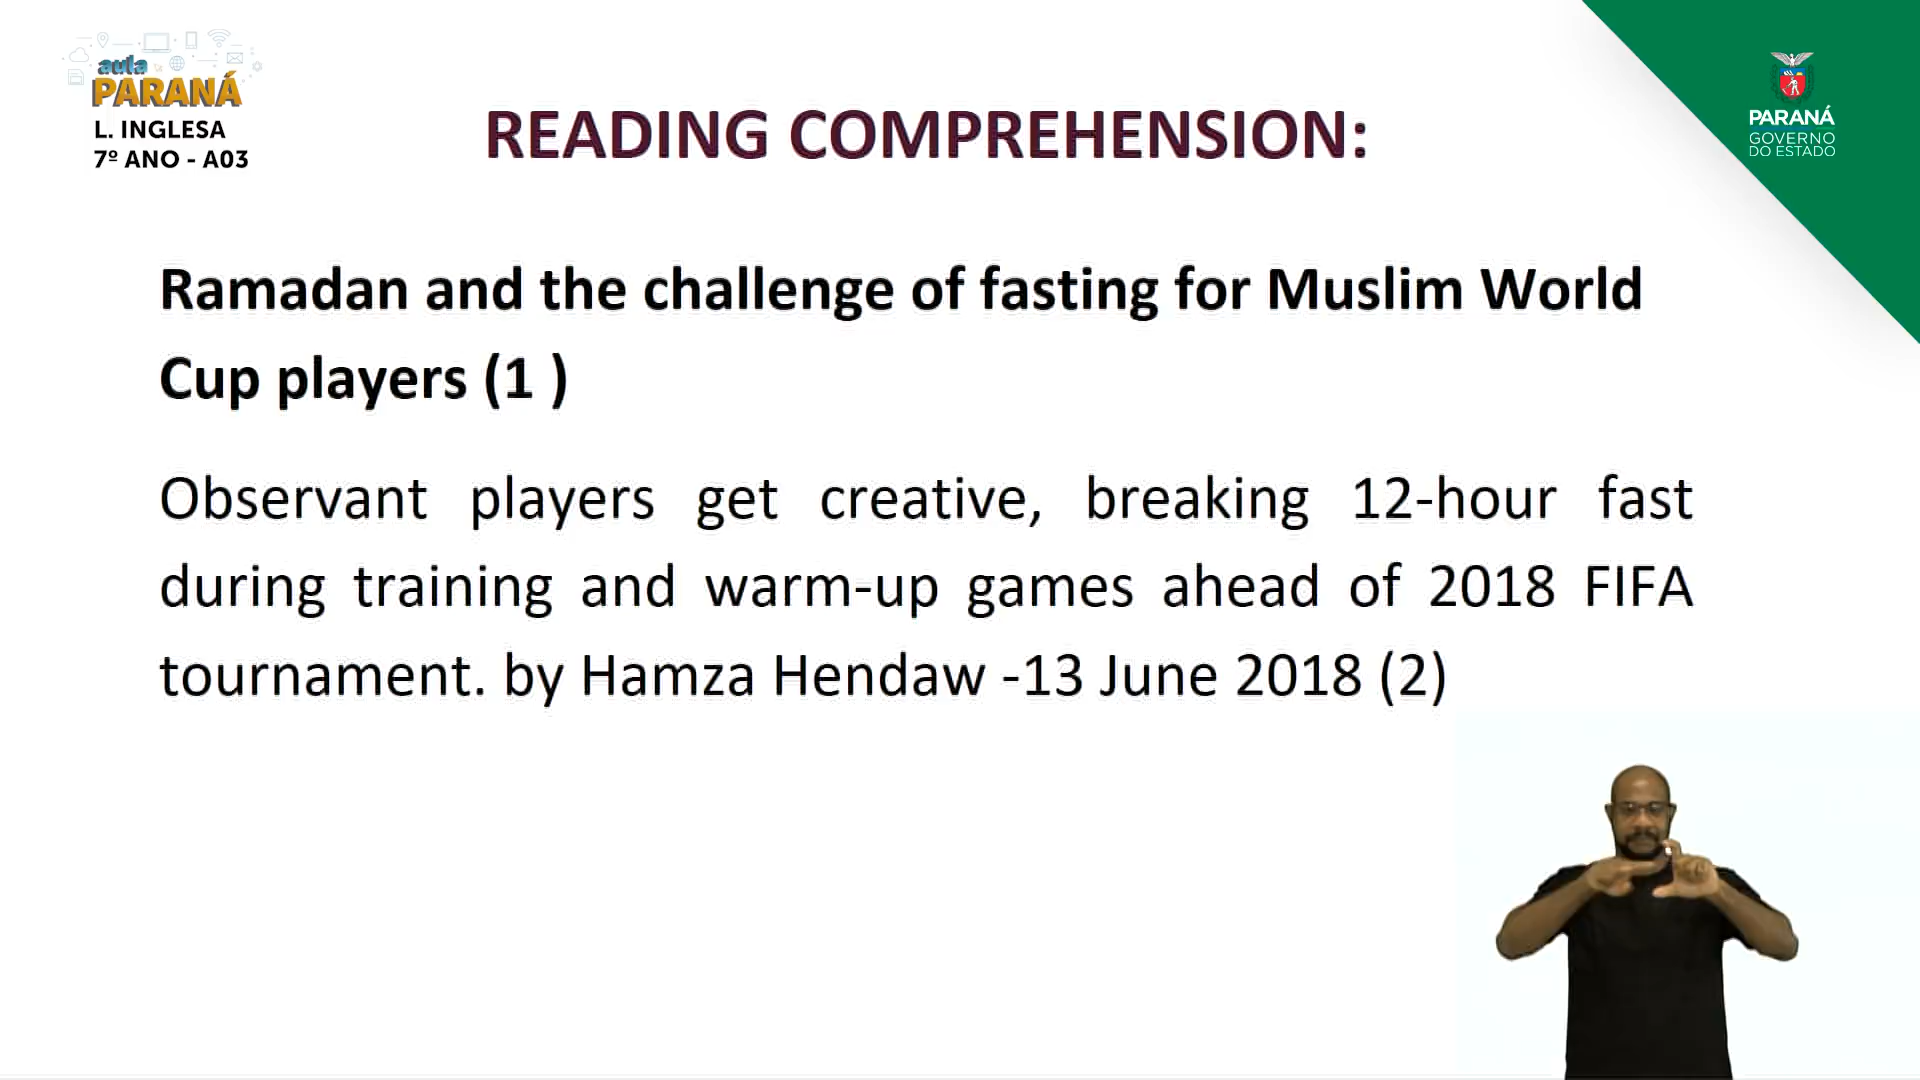 aula
PARANÁ
L. INGLESA
7º ANO - A03
READING COMPREHENSION:
PARANÁ
GOVERNO
DO ESTADO
Ramadan and the challenge of fasting for Muslim World
Cup players (1 )
Observant players get creative, breaking 12-hour fast
during training and warm-up games ahead of 2018 FIFA
tournament. by Hamza Hendaw -13 June 2018 (2)